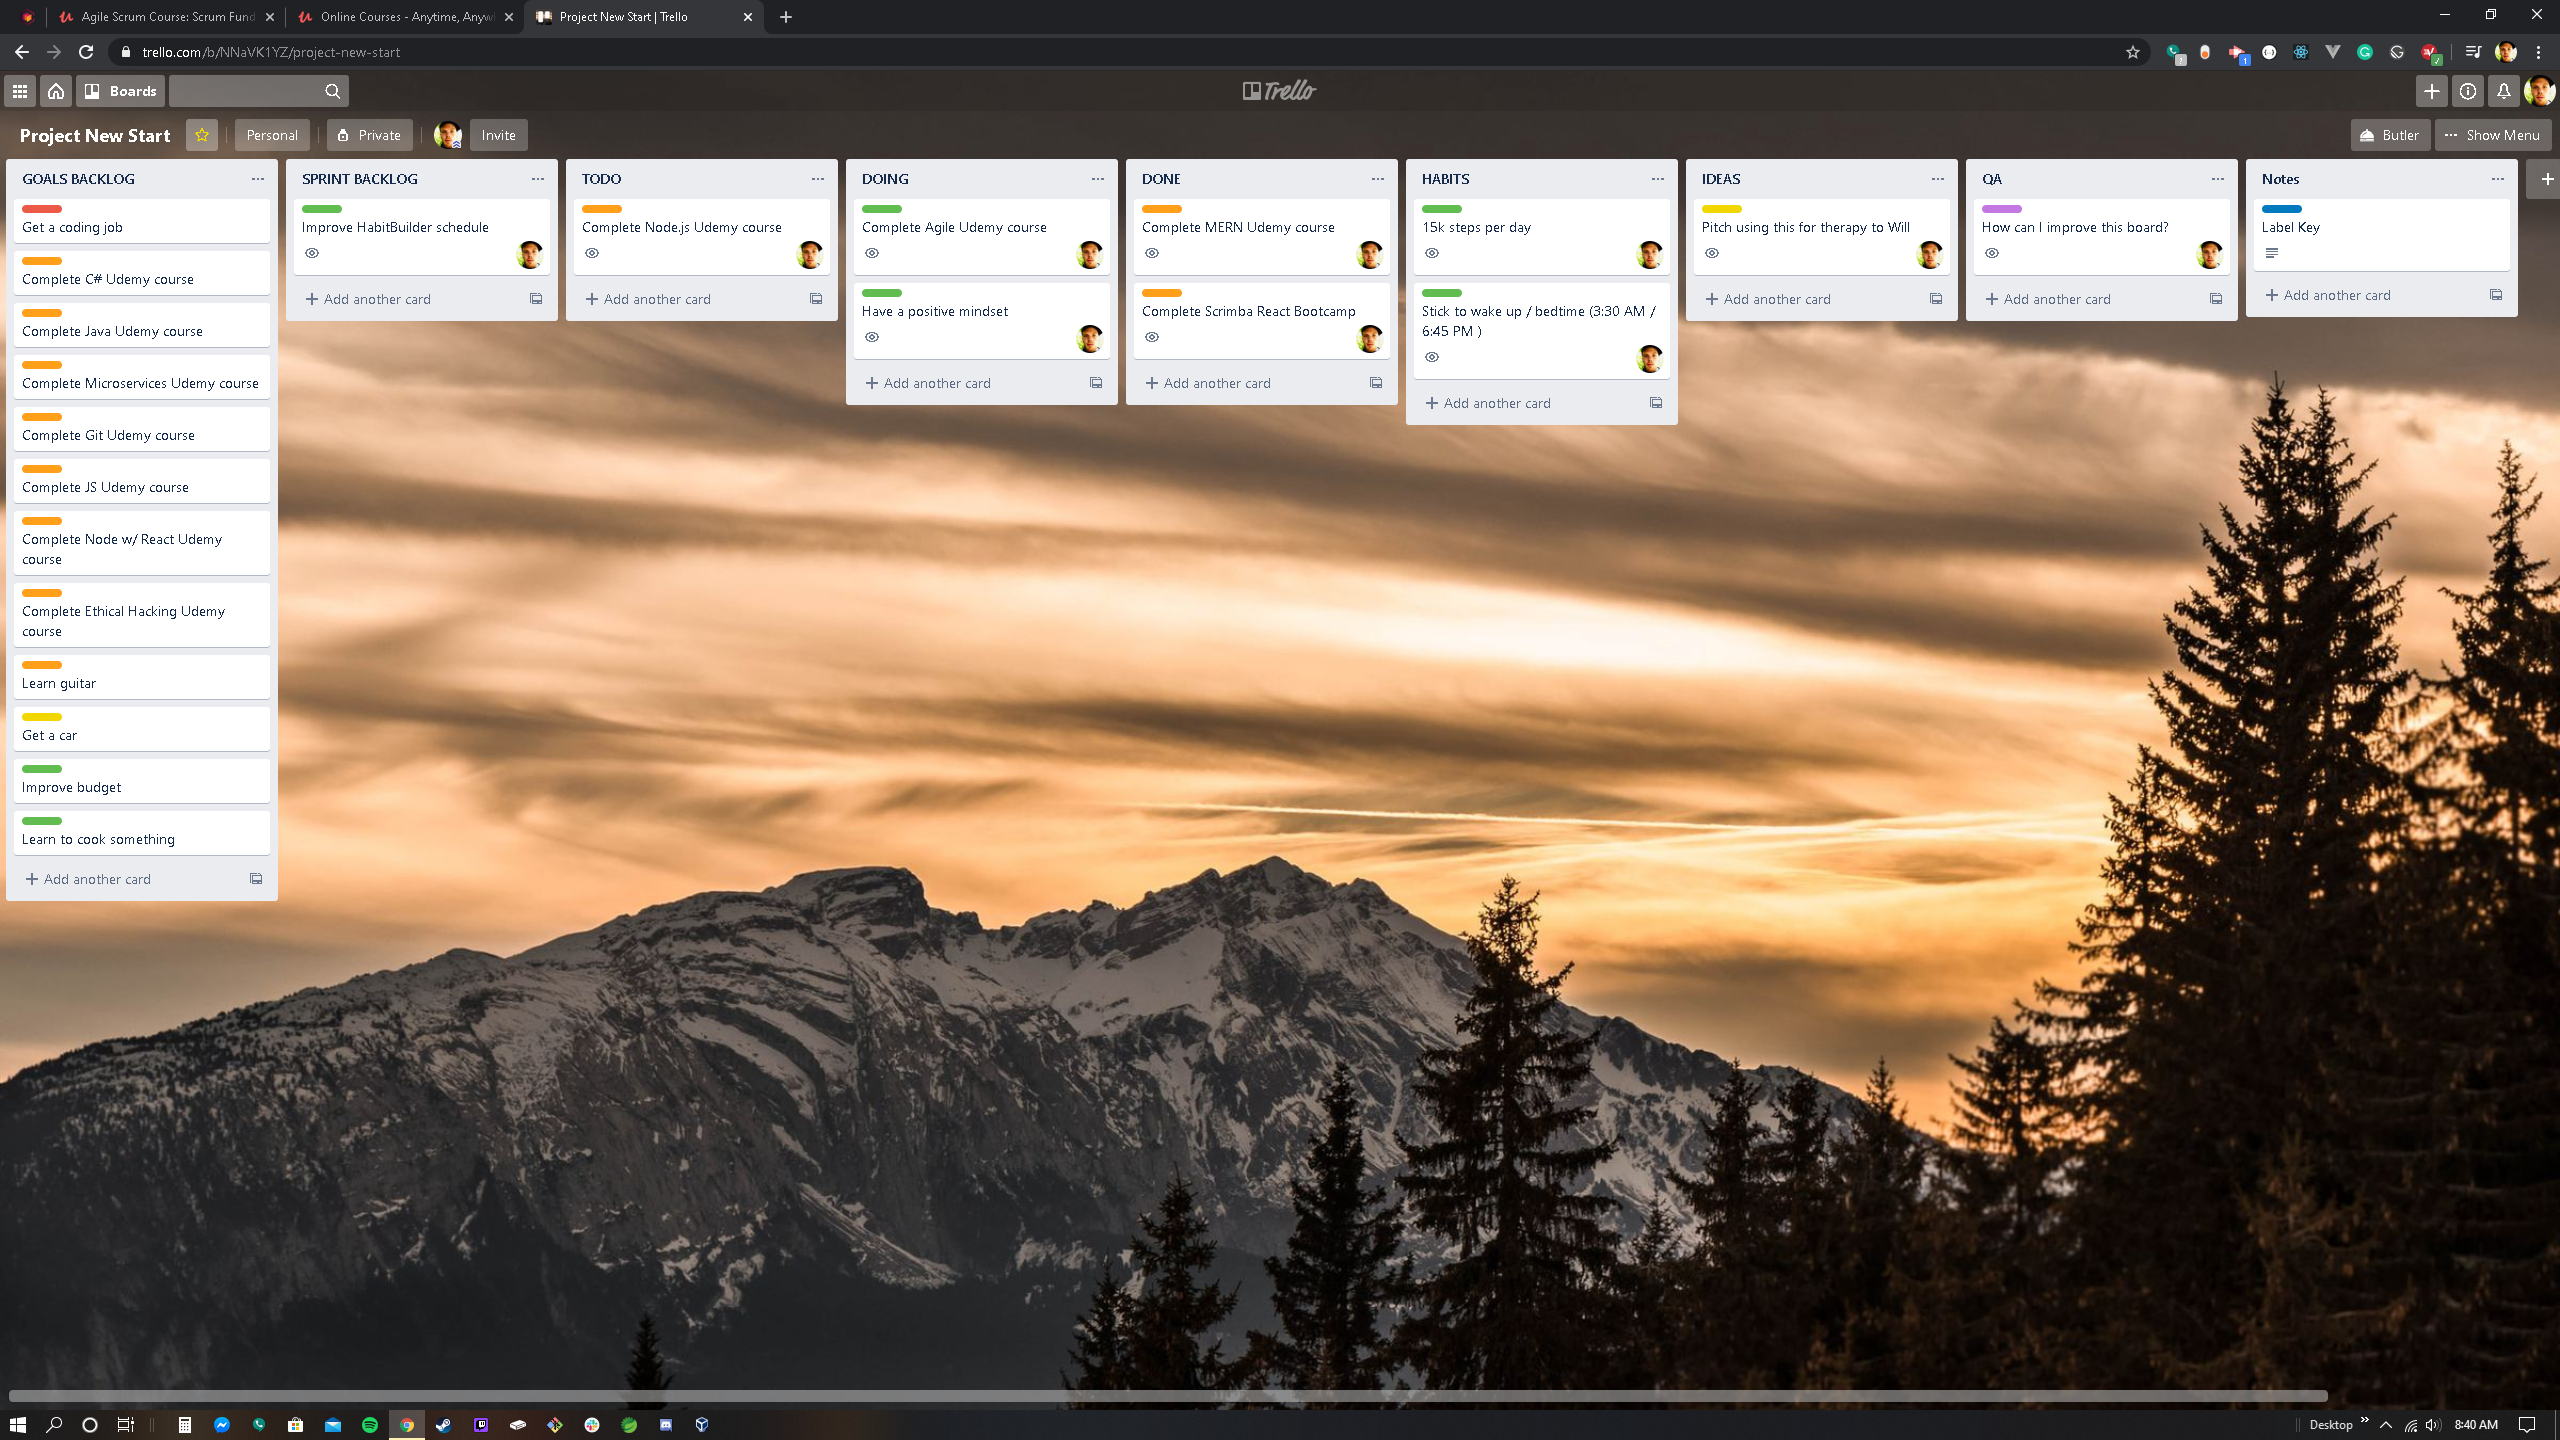 Agile Scrum Course: Scrum Fund
Online Courses - Anytime, Anyw
Project New Start | Trello
trello.com/b/NNaVK1YZ/project-new-start
Boards
Trello
Project New Start
Personal
Private
Invite
Butler
Show Menu
GOALS BACKLOG
Get a coding job
Complete C# Udemy course
Complete Java Udemy course
Complete Microservices Udemy course
Complete Git Udemy course
Complete JS Udemy course
Complete Node w/ React Udemy
course
Complete Ethical Hacking Udemy
course
Learn guitar
Get a car
Improve budget
Learn to cook something
Add another card
SPRINT BACKLOG
Improve HabitBuilder schedule
Add another card
TODO
Complete Node.js Udemy course
Add another card
DOING
Complete Agile Udemy course
Have a positive mindset
Add another card
DONE
Complete MERN Udemy course
Complete Scrimba React Bootcamp
Add another card
HABITS
15k steps per day
Stick to wake up / bedtime (3:30 AM /
6:45 PM )
Add another card
IDEAS
Pitch using this for therapy to Will
Add another card
QA
How can I improve this board?
Add another card
Notes
Label Key
Add another card
Desktop
8:40 AM